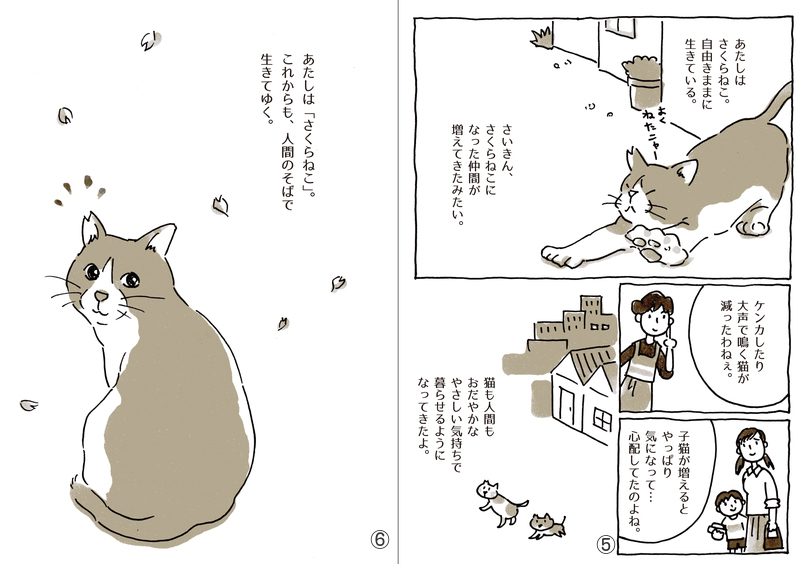 あたしは
さくらねこ。
自由きままに
生きている。
よく
ねたニャー
さいきん、
さくらねこに
なった仲間が
増えてきたみたい。
ケンカしたり
大声で鳴く猫が
減ったわねぇ。
子猫が増えると
やっぱり
気になって…
心配してたのよね。
猫も人間も
おだやかな
やさしい気持ちで
暮らせるように
なってきたよ。
⑤
あたしは「さくらねこ」。
これからも、人間のそばで
生きてゆく。
⑥